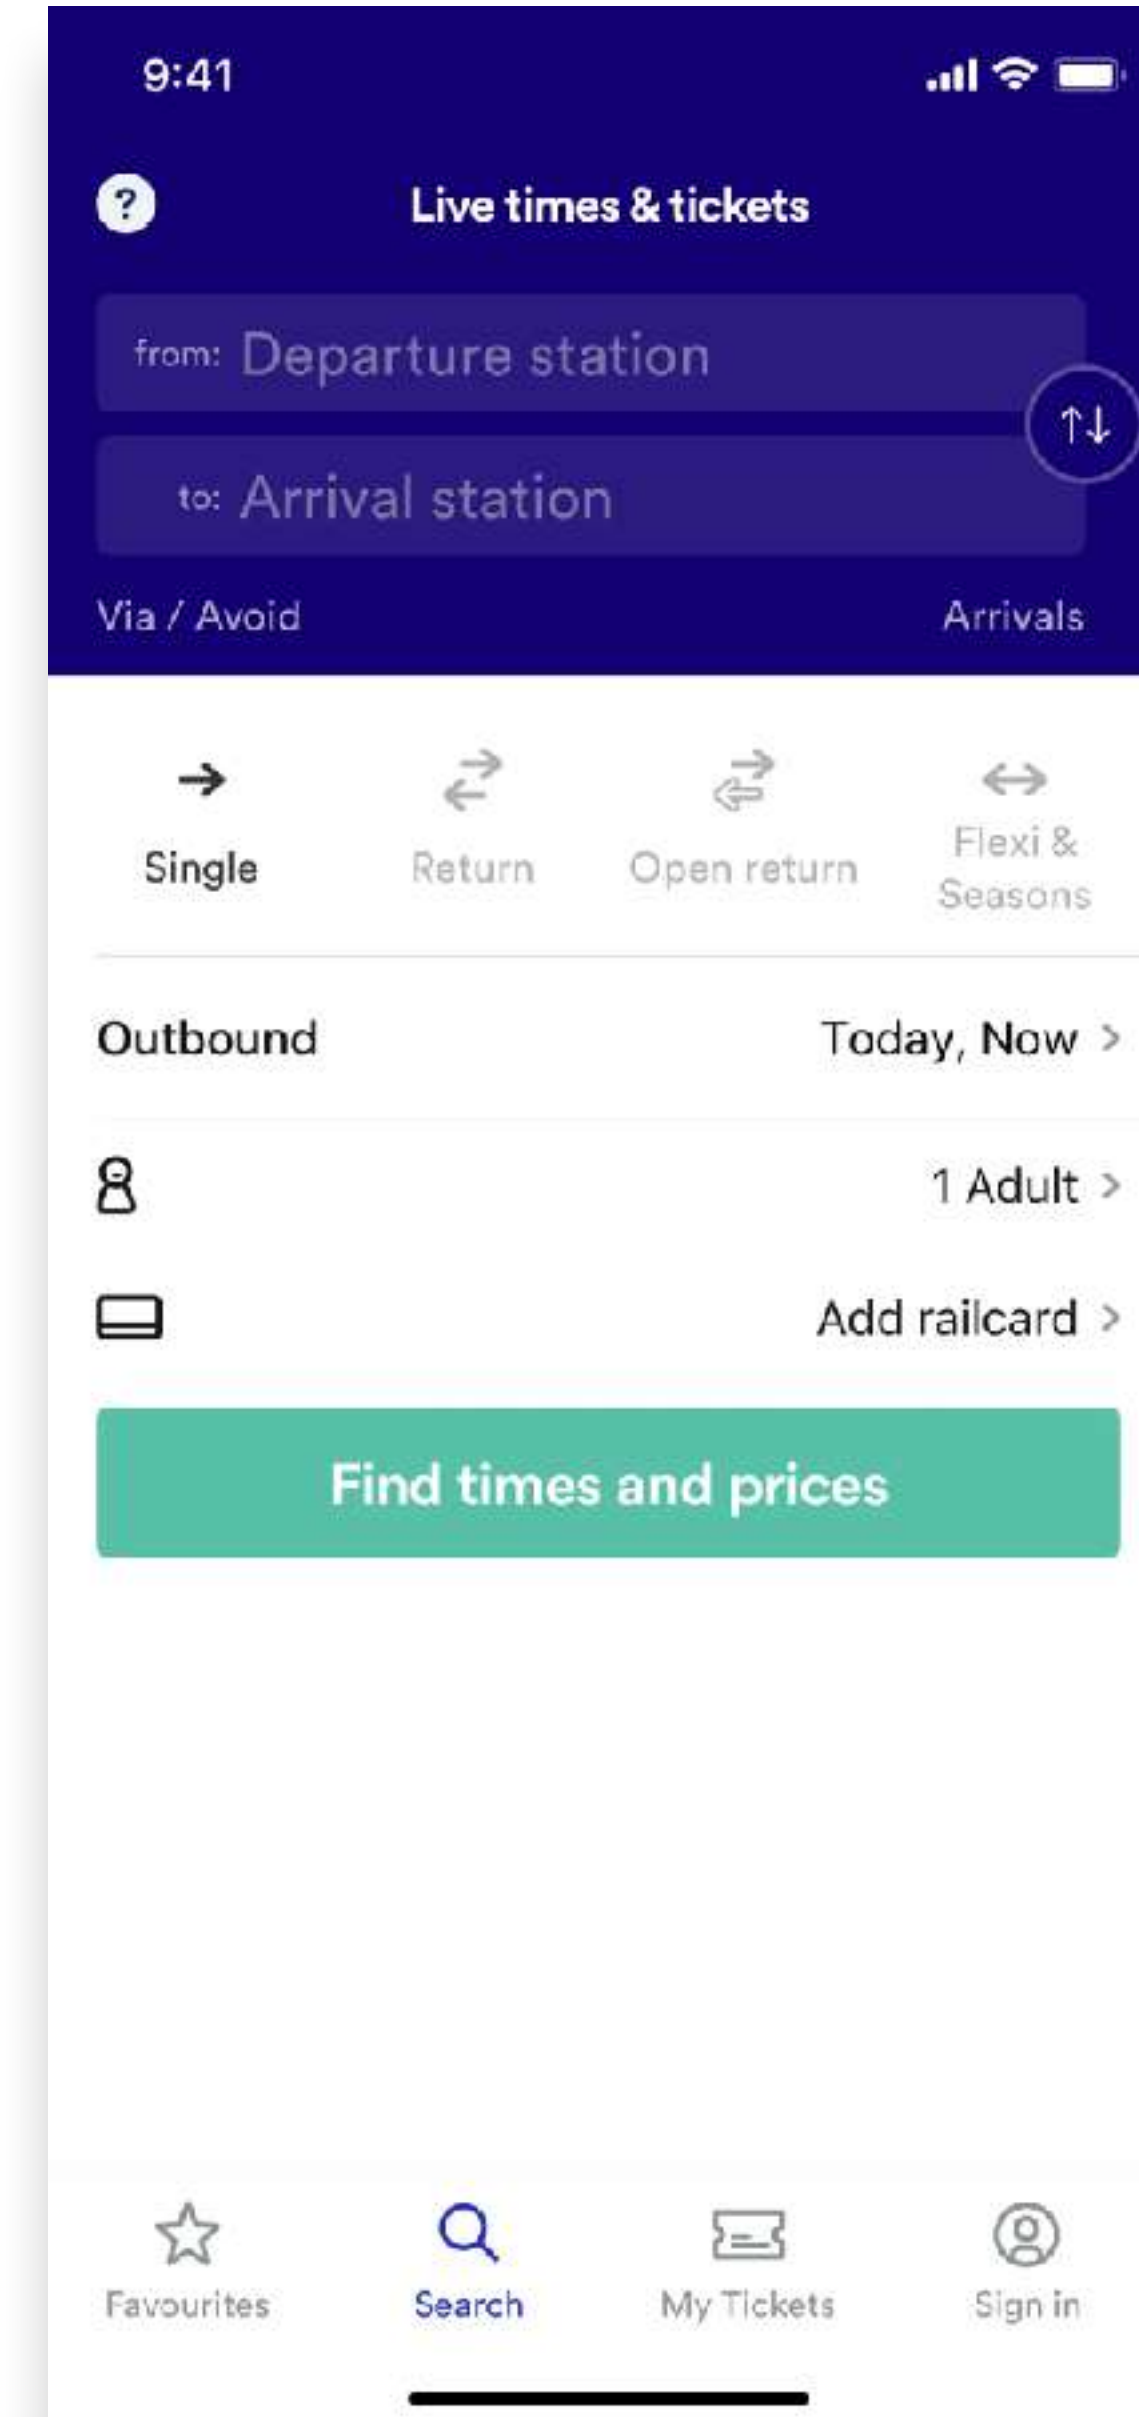 9:41
?
Live times & tickets
from: Departure station
to: Arrival station
Via / Avoid
Arrivals
Single
Return
Open return
Flexi &
Seasons
Outbound
Today, Now
1 Adult
Add railcard
Find times and prices
Favourites
Search
My Tickets
Sign in